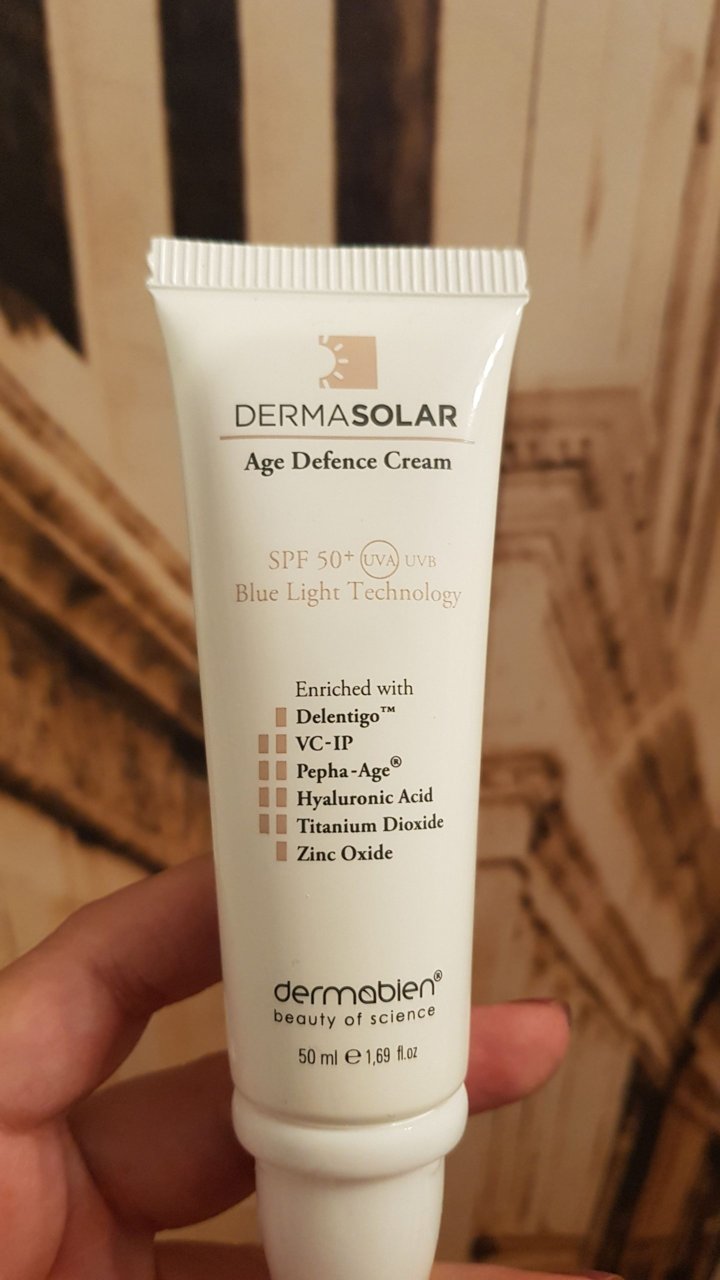 DERMASOLAR
Age Defence Cream
SPF 50+ UVA UVB
Blue Light Technology
Enriched with
Delentigo™
VC-IP
Pepha-Age®
Hyaluronic Acid
Titanium Dioxide
Zinc Oxide
dermabien®
beauty of science
50 ml ℮ 1,69 fl.oz